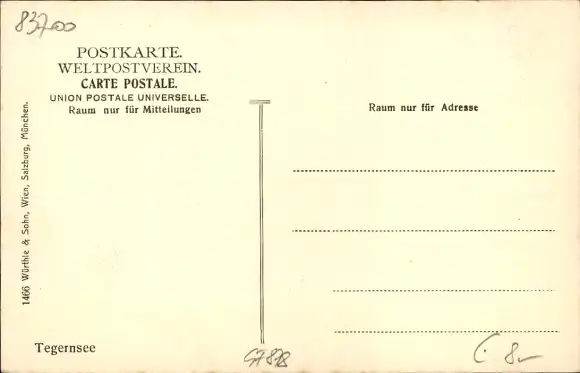 83700
POSTKARTE.
WELTPOSTVEREIN.
CARTE POSTALE.
UNION POSTALE UNIVERSELLE.
Raum nur für Mitteilungen
Raum nur für Adresse
1466 Würthle & Sohn, Wien, Salzburg, München.
Tegernsee